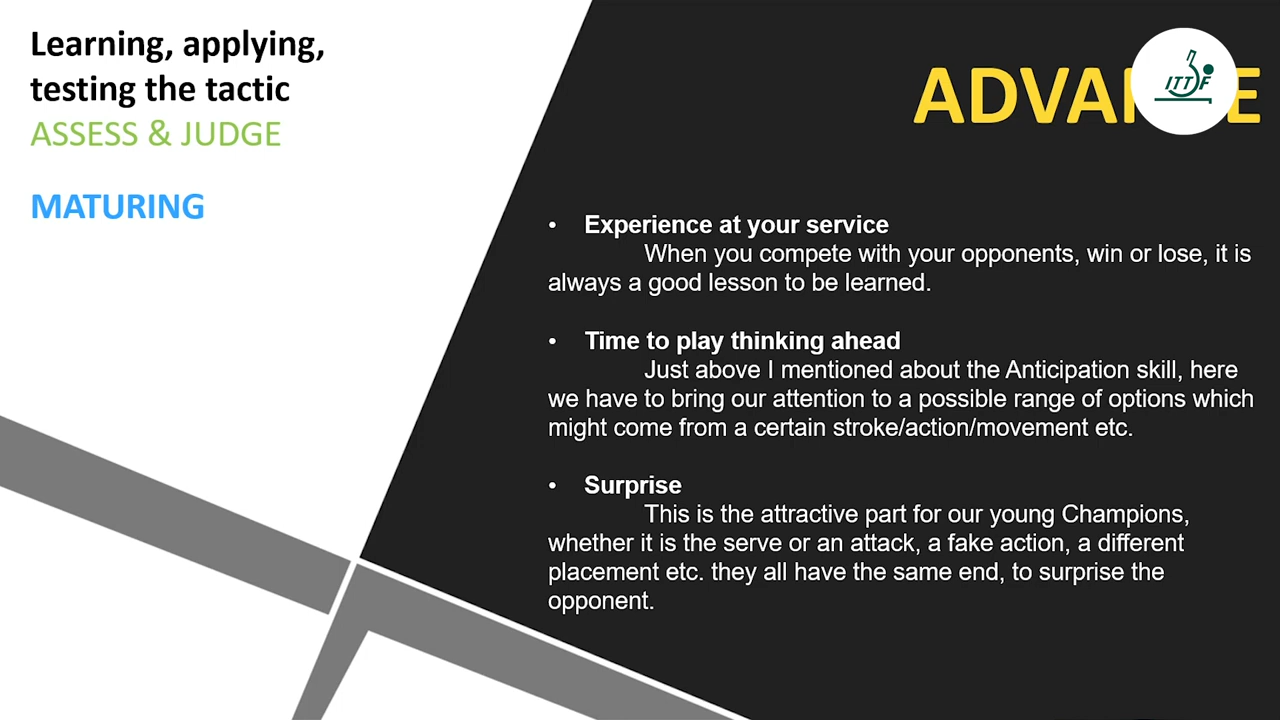 Learning, applying,
testing the tactic
ASSESS & JUDGE
MATURING
ITTF
• Experience at your service
When you compete with your opponents, win or lose, it is
always a good lesson to be learned.
• Time to play thinking ahead
Just above I mentioned about the Anticipation skill, here
we have to bring our attention to a possible range of options which
might come from a certain stroke/action/movement etc.
• Surprise
This is the attractive part for our young Champions,
whether it is the serve or an attack, a fake action, a different
placement etc. they all have the same end, to surprise the
opponent.